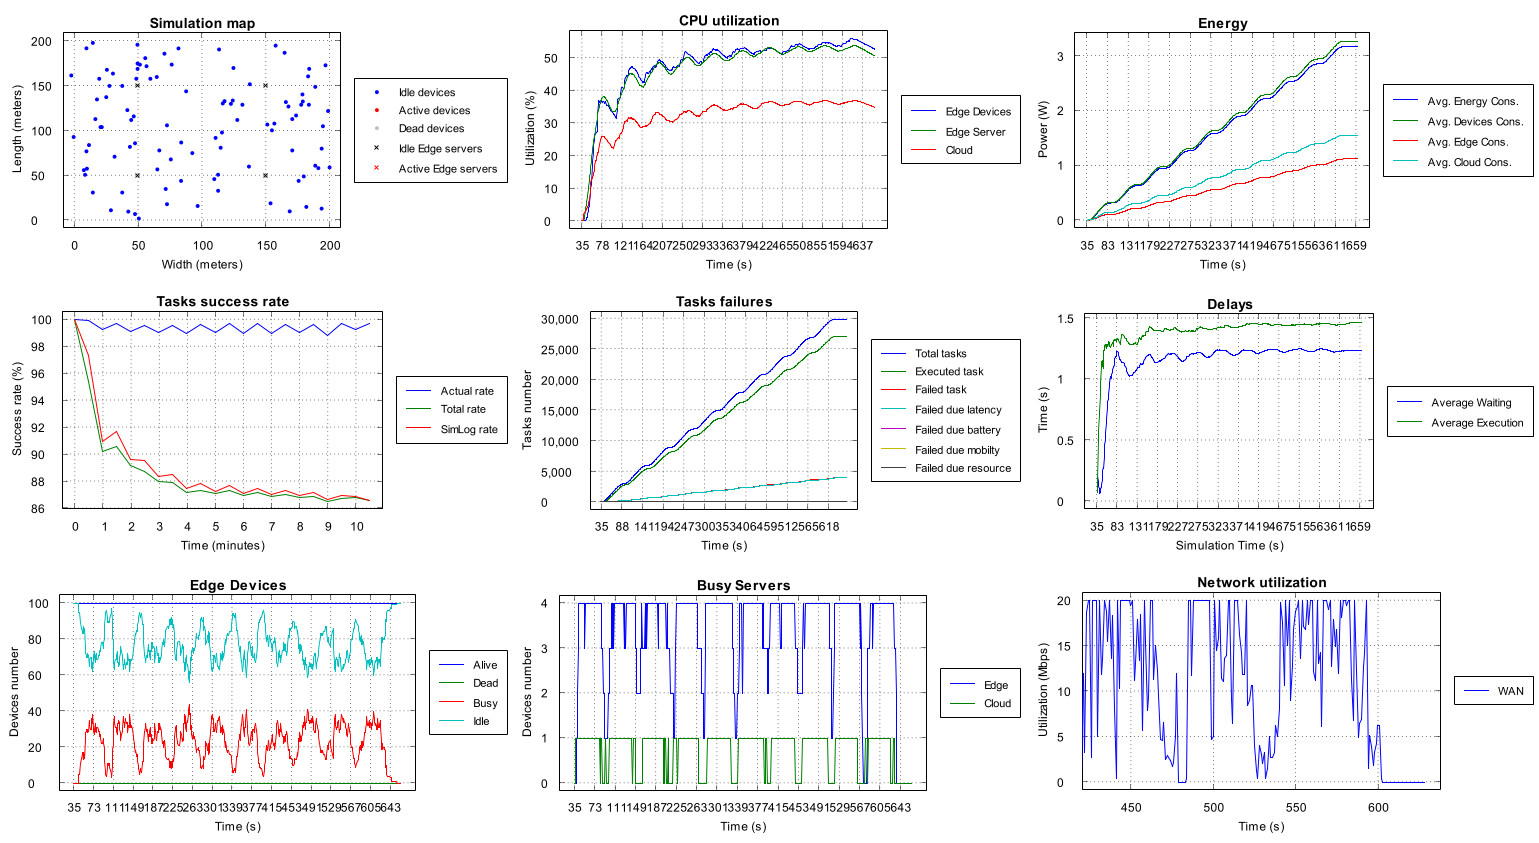 Simulation map
Length (meters)
200
150
100
50
0
0 50 100 150 200
Width (meters)
Idle devices
Active devices
Dead devices
Idle Edge servers
Active Edge servers
CPU utilization
Utilization (%)
50
40
30
20
10
0
Time (s)
Edge Devices
Edge Server
Cloud
Energy
Power (W)
3
2
1
0
Time (s)
Avg. Energy Cons.
Avg. Devices Cons.
Avg. Edge Cons.
Avg. Cloud Cons.
Tasks success rate
Success rate (%)
100
98
96
94
92
90
88
86
0 1 2 3 4 5 6 7 8 9 10
Time (minutes)
Actual rate
Total rate
SimLog rate
Tasks failures
Tasks number
30,000
25,000
20,000
15,000
10,000
5,000
0
Time (s)
Total tasks
Executed task
Failed task
Failed due latency
Failed due battery
Failed due mobilty
Failed due resource
Delays
Time (s)
1.5
1
0.5
0
Simulation Time (s)
Average Waiting
Average Execution
Edge Devices
Devices number
100
80
60
40
20
0
Time (s)
Alive
Dead
Busy
Idle
Busy Servers
Devices number
4
3
2
1
0
Time (s)
Edge
Cloud
Network utilization
Utilization (Mbps)
20
15
10
5
0
450 500 550 600
Time (s)
WAN